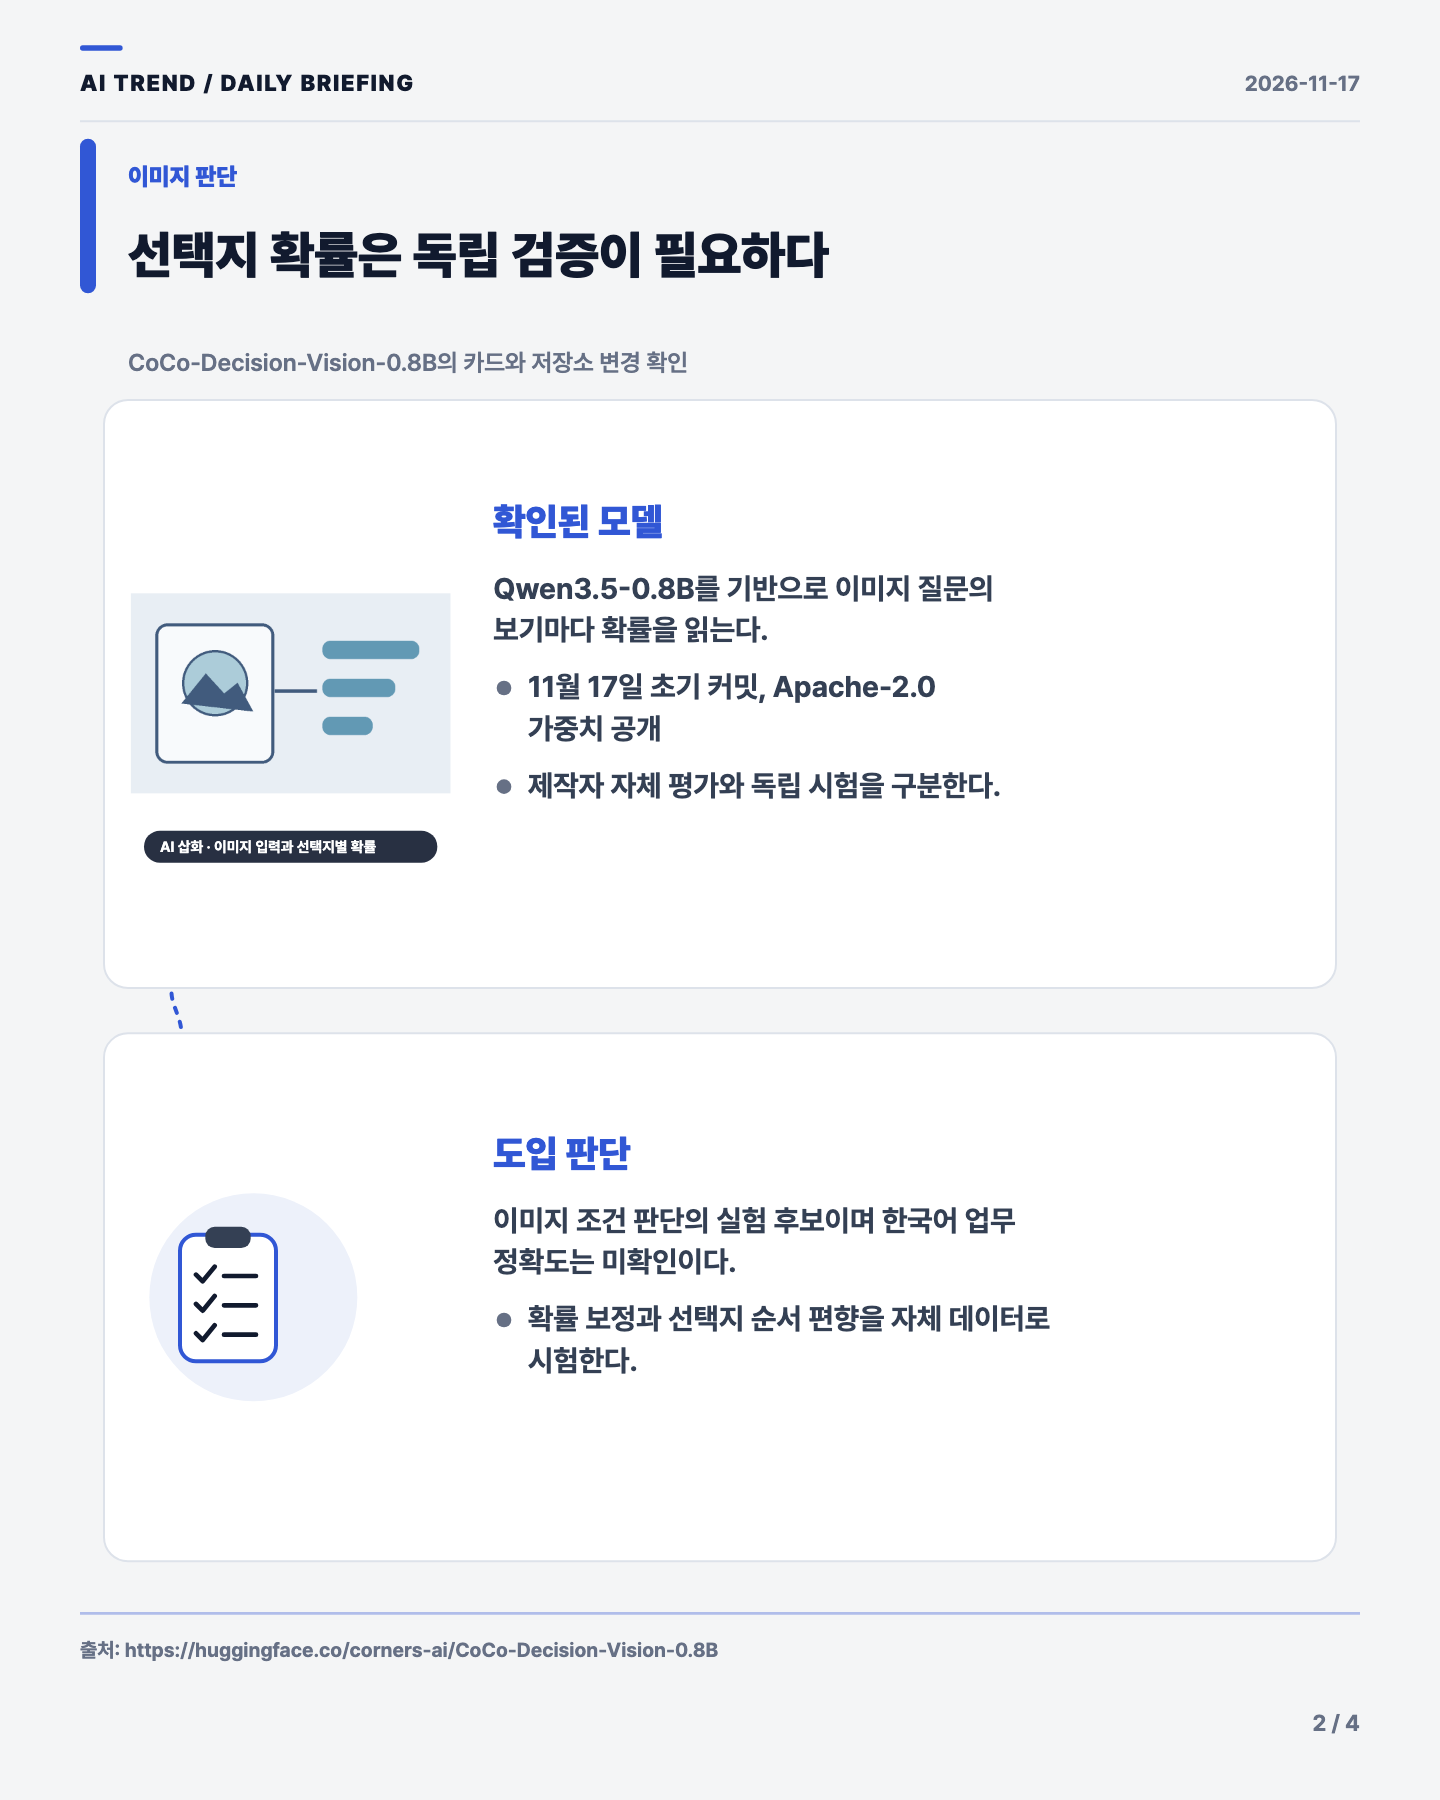 AI TREND / DAILY BRIEFING
2026-11-17
이미지 판단
선택지 확률은 독립 검증이 필요하다
CoCo-Decision-Vision-0.8B의 카드와 저장소 변경 확인
확인된 모델
Qwen3.5-0.8B를 기반으로 이미지 질문의
보기마다 확률을 읽는다.
11월 17일 초기 커밋, Apache-2.0
가중치 공개
제작자 자체 평가와 독립 시험을 구분한다.
AI 삽화 · 이미지 입력과 선택지별 확률
도입 판단
이미지 조건 판단의 실험 후보이며 한국어 업무
정확도는 미확인이다.
확률 보정과 선택지 순서 편향을 자체 데이터로
시험한다.
출처: https://huggingface.co/corners-ai/CoCo-Decision-Vision-0.8B
2 / 4